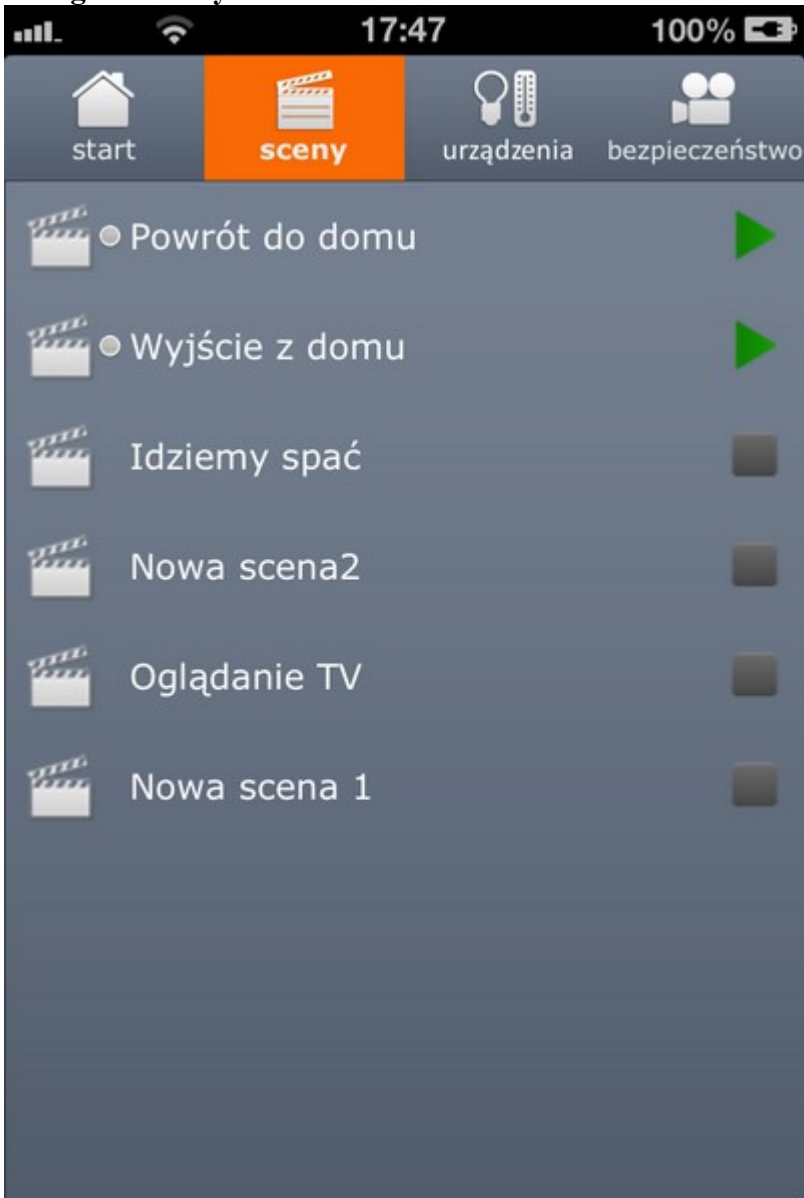 17:47 100%
start sceny urządzenia bezpieczeństwo
Powrót do domu
Wyjście z domu
Idziemy spać
Nowa scena2
Oglądanie TV
Nowa scena 1